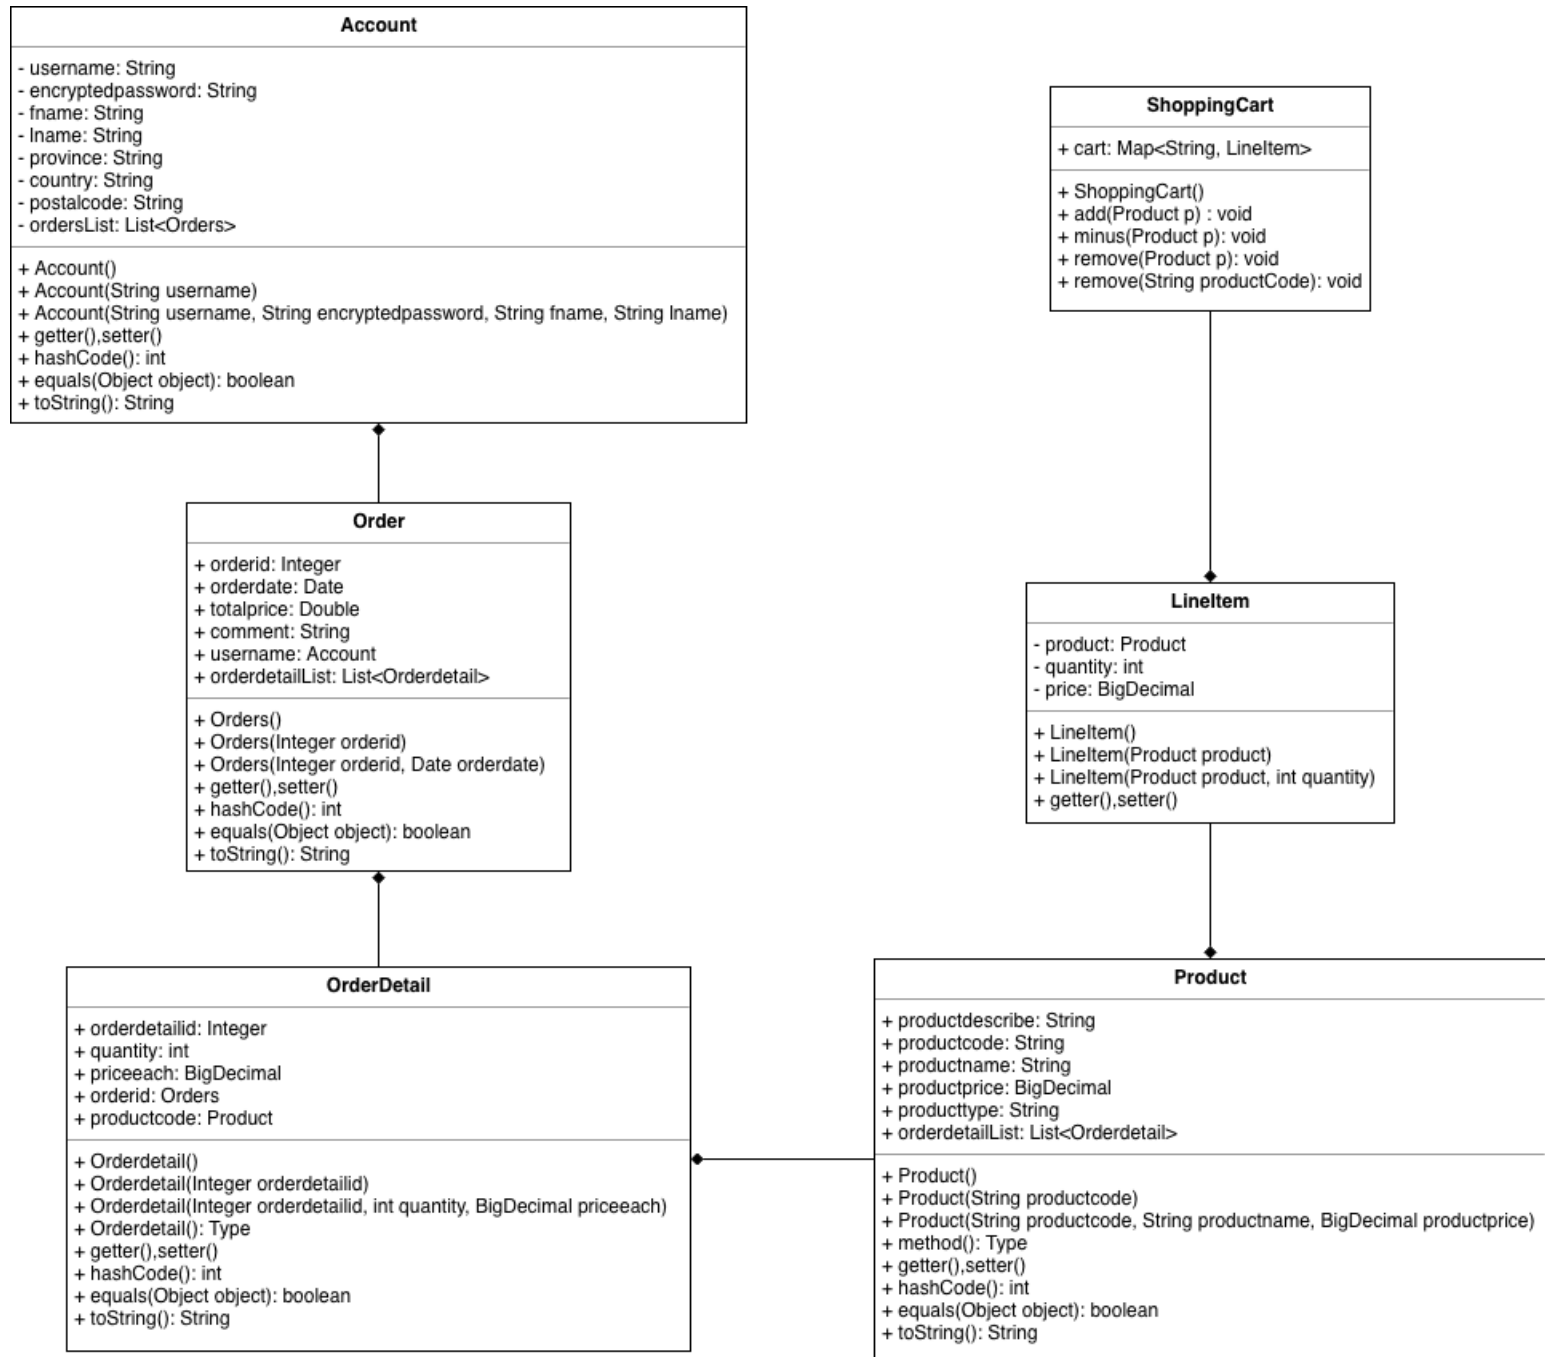 Account
- username: String
- encryptedpassword: String
- fname: String
- lname: String
- province: String
- country: String
- postalcode: String
- ordersList: List<Orders>
+ Account()
+ Account(String username)
+ Account(String username, String encryptedpassword, String fname, String lname)
+ getter(),setter()
+ hashCode(): int
+ equals(Object object): boolean
+ toString(): String
ShoppingCart
+ cart: Map<String, LineItem>
+ ShoppingCart()
+ add(Product p) : void
+ minus(Product p): void
+ remove(Product p): void
+ remove(String productCode): void
Order
+ orderid: Integer
+ orderdate: Date
+ totalprice: Double
+ comment: String
+ username: Account
+ orderdetailList: List<Orderdetail>
+ Orders()
+ Orders(Integer orderid)
+ Orders(Integer orderid, Date orderdate)
+ getter(),setter()
+ hashCode(): int
+ equals(Object object): boolean
+ toString(): String
LineItem
- product: Product
- quantity: int
- price: BigDecimal
+ LineItem()
+ LineItem(Product product)
+ LineItem(Product product, int quantity)
+ getter(),setter()
OrderDetail
+ orderdetailid: Integer
+ quantity: int
+ priceeach: BigDecimal
+ orderid: Orders
+ productcode: Product
+ Orderdetail()
+ Orderdetail(Integer orderdetailid)
+ Orderdetail(Integer orderdetailid, int quantity, BigDecimal priceeach)
+ Orderdetail(): Type
+ getter(),setter()
+ hashCode(): int
+ equals(Object object): boolean
+ toString(): String
Product
+ productdescribe: String
+ productcode: String
+ productname: String
+ productprice: BigDecimal
+ producttype: String
+ orderdetailList: List<Orderdetail>
+ Product()
+ Product(String productcode)
+ Product(String productcode, String productname, BigDecimal productprice)
+ method(): Type
+ getter(),setter()
+ hashCode(): int
+ equals(Object object): boolean
+ toString(): String